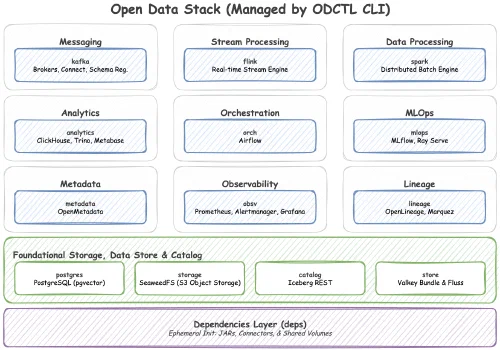 Open Data Stack (Managed by ODCTL CLI)
Messaging
kafka
Brokers, Connect, Schema Reg.
Stream Processing
flink
Real-time Stream Engine
Data Processing
spark
Distributed Batch Engine
Analytics
analytics
ClickHouse, Trino, Metabase
Orchestration
orch
Airflow
MLOps
mlops
MLflow, Ray Serve
Metadata
metadata
OpenMetadata
Observability
obsv
Prometheus, Alertmanager, Grafana
Lineage
lineage
OpenLineage, Marquez
Foundational Storage, Data Store & Catalog
postgres
PostgreSQL (pgvector)
storage
SeaweedFS (S3 Object Storage)
catalog
Iceberg REST
store
Valkey Bundle & Fluss
Dependencies Layer (deps)
Ephemeral Init: JARs, Connectors, & Shared Volumes